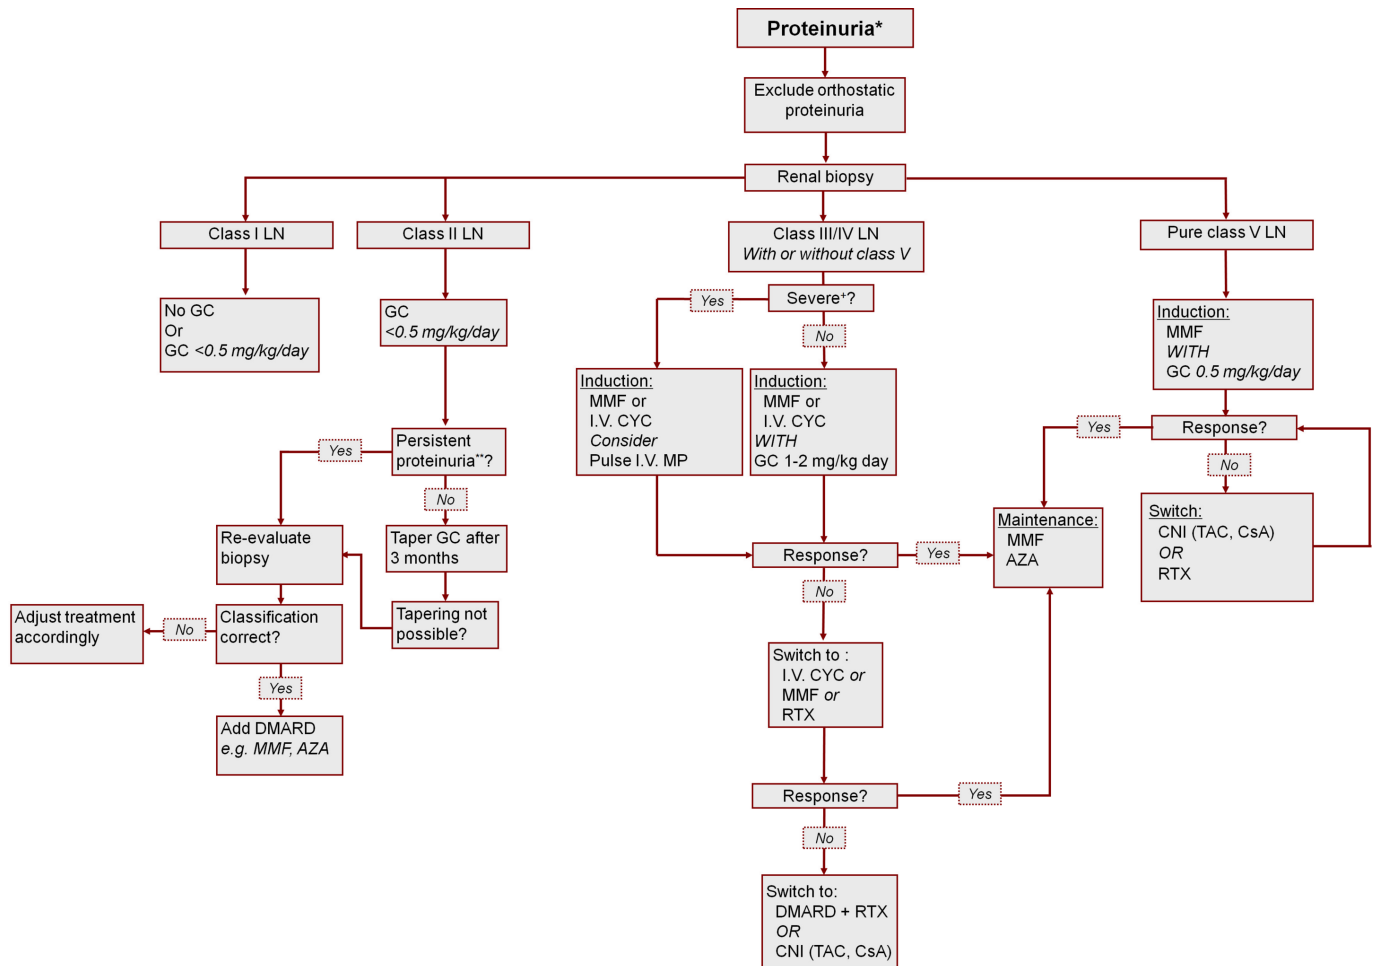 Proteinuria*
Exclude orthostatic
proteinuria
Renal biopsy
Class I LN
Class II LN
Class III/IV LN
With or without class V
Pure class V LN
No GC
Or
GC <0.5 mg/kg/day
GC
<0.5 mg/kg/day
Yes
Severe+?
No
Induction:
MMF
WITH
GC 0.5 mg/kg/day
Induction:
MMF or
I.V. CYC
Consider
Pulse I.V. MP
Induction:
MMF or
I.V. CYC
WITH
GC 1-2 mg/kg day
Yes
Response?
No
Yes
Persistent
proteinuria**?
No
Switch:
CNI (TAC, CsA)
OR
RTX
Maintenance:
MMF
AZA
Re-evaluate
biopsy
Taper GC after
3 months
Response?
Yes
No
Adjust treatment
accordingly
No
Classification
correct?
Tapering not
possible?
Yes
Switch to :
I.V. CYC or
MMF or
RTX
Add DMARD
e.g. MMF, AZA
Response?
Yes
No
Switch to:
DMARD + RTX
OR
CNI (TAC, CsA)